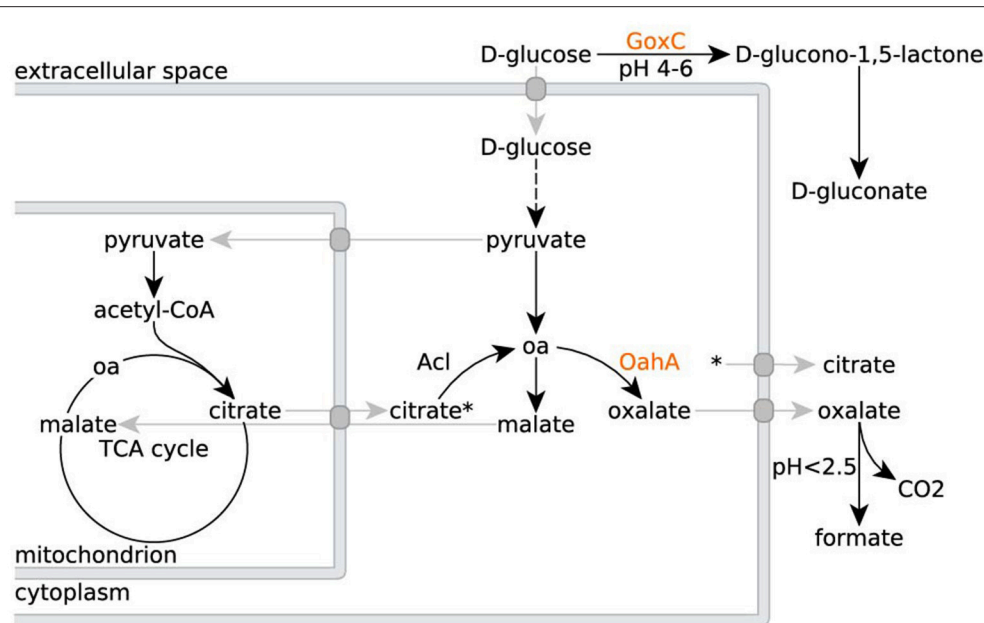 GoxC
D-glucose
D-glucono-1,5-lactone
pH 4-6
extracellular space
D-glucose
D-gluconate
pyruvate
pyruvate
acetyl-CoA
oa
Acl
oa
OahA
*
citrate
malate
citrate
citrate*
malate
oxalate
oxalate
TCA cycle
pH<2.5
CO2
formate
mitochondrion
cytoplasm